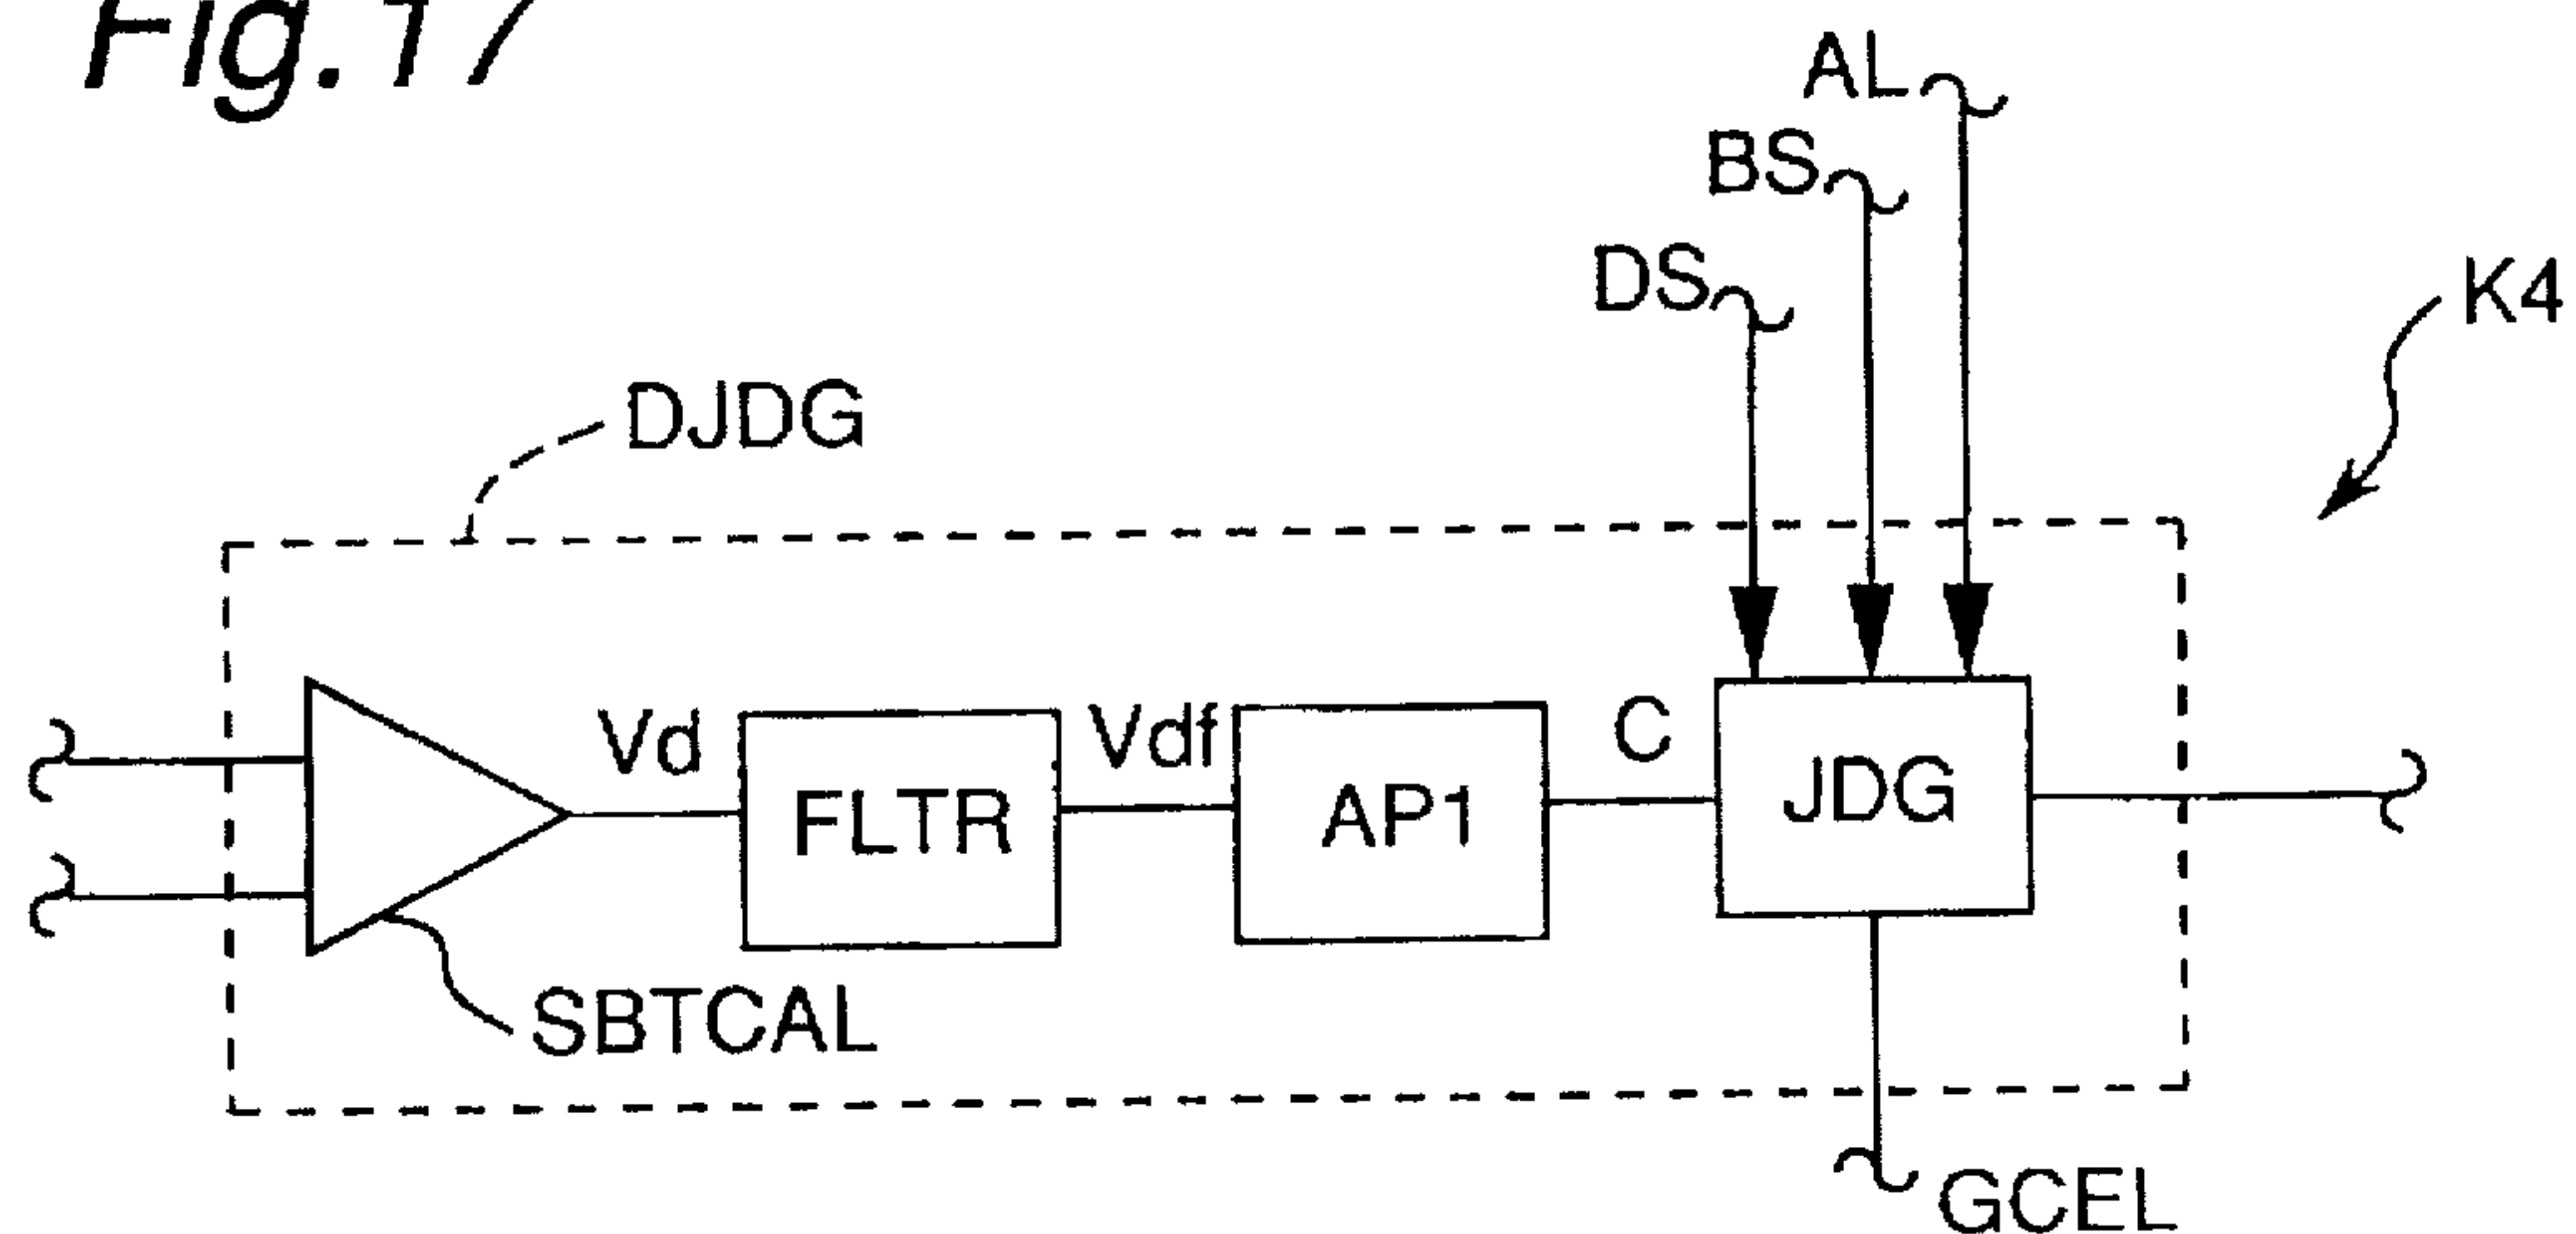 Fig.17
AL
BS
DS
K4
DJDG
Vd
FLTR
Vdf
AP1
C
JDG
SBTCAL
GCEL